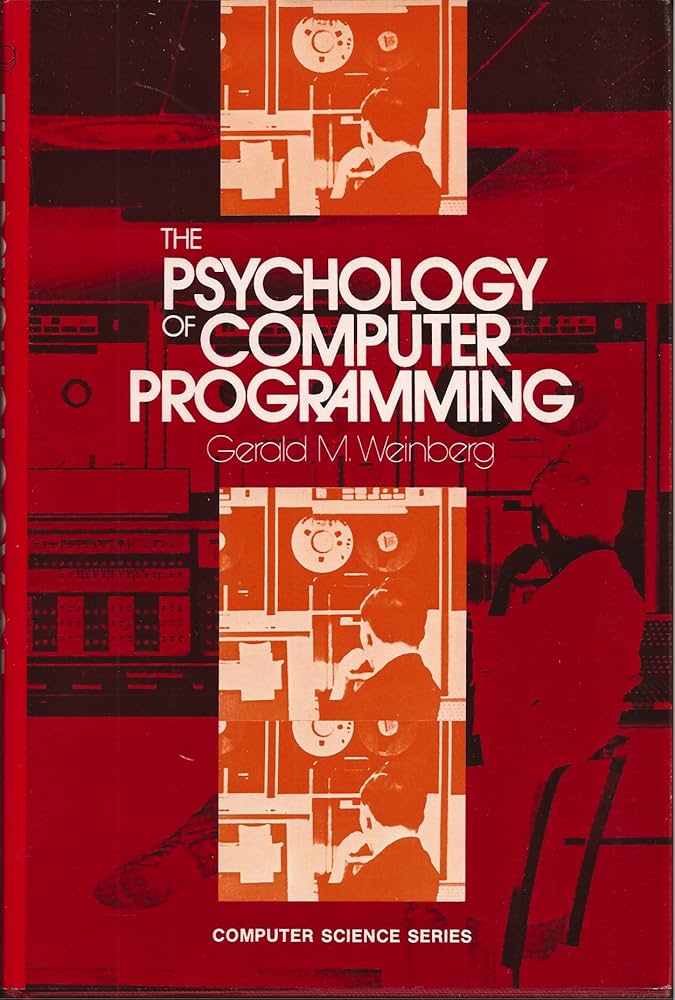 THE
PSYCHOLOGY
OF COMPUTER
PROGRAMMING
Gerald M. Weinberg
COMPUTER SCIENCE SERIES